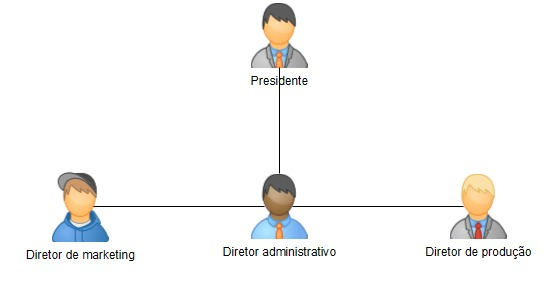 Presidente
Diretor de marketing
Diretor administrativo
Diretor de produção